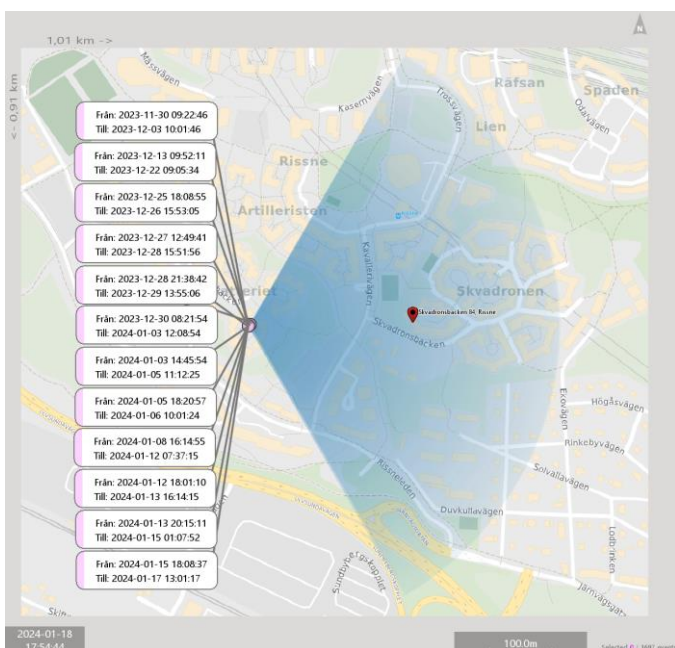 1,01 km ->
<- 0,91 km
N
Mässvägen
Kasernvägen
Trossvägen
Räfsan
Spaden
Odalvägen
Lien
Rissne
Artilleristen
Kavallerivägen
Skvadronen
Skvadronsbacken
Skvadronsbacken 84, Rissne
Från: 2023-11-30 09:22:46
Till: 2023-12-03 10:01:46
Från: 2023-12-13 09:52:11
Till: 2023-12-22 09:05:34
Från: 2023-12-25 18:08:55
Till: 2023-12-26 15:53:05
Från: 2023-12-27 12:49:41
Till: 2023-12-28 15:51:56
Från: 2023-12-28 21:38:42
Till: 2023-12-29 13:55:06
Från: 2023-12-30 08:21:54
Till: 2024-01-03 12:08:54
Från: 2024-01-03 14:45:54
Till: 2024-01-05 11:12:25
Från: 2024-01-05 18:20:57
Till: 2024-01-06 10:01:24
Från: 2024-01-08 16:14:55
Till: 2024-01-12 07:37:15
Från: 2024-01-12 18:01:10
Till: 2024-01-13 16:14:15
Från: 2024-01-13 20:15:11
Till: 2024-01-15 01:07:52
Från: 2024-01-15 18:08:37
Till: 2024-01-17 13:01:17
Exovägen
Högåsvägen
Rinkebyvägen
Solvallavägen
Rissneleden
Duvkullavägen
Lodbrinken
Sundbybergskopplet
Järnvägsgat
2024-01-18
17:54:44
100.0m